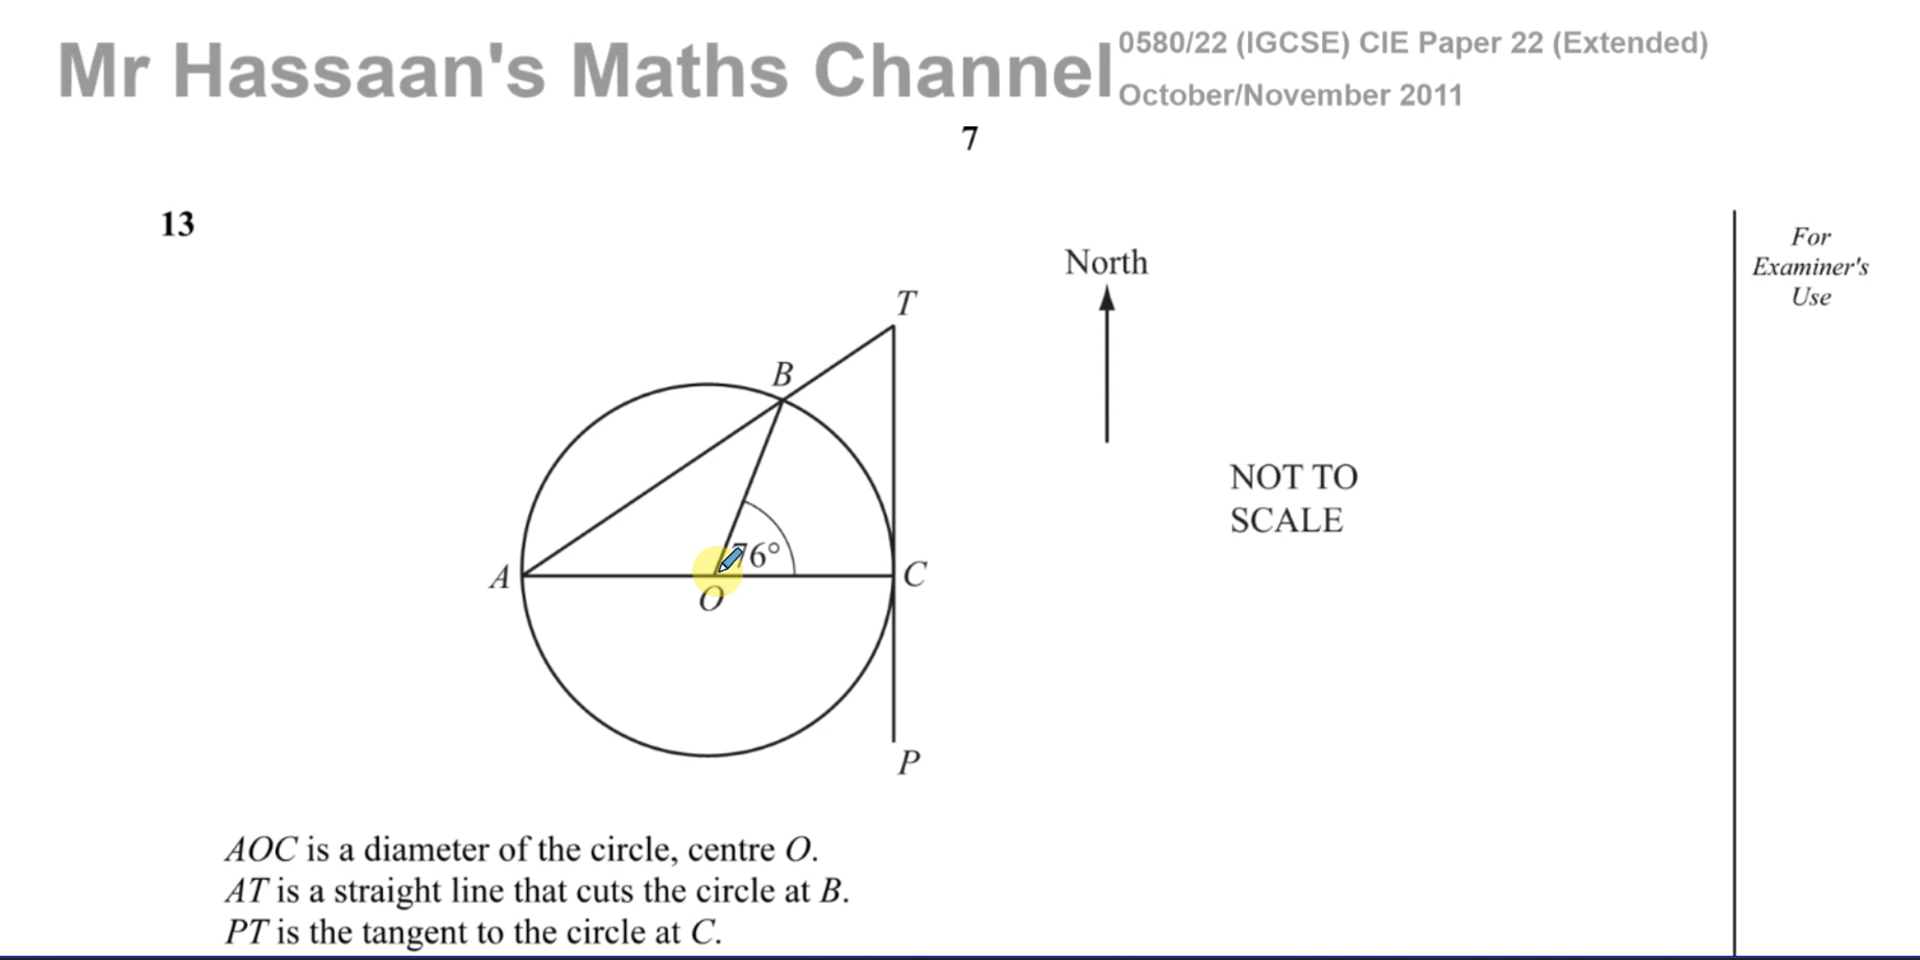 Mr Hassaan's Maths Channel
0580/22 (IGSCE) CIE Paper 22 (Extended)
October/November 2011
7
13
For
Examiner's
Use
North
T
B
NOT TO
SCALE
76°
A
O
C
P
AOC is a diameter of the circle, centre O.
AT is a straight line that cuts the circle at B.
PT is the tangent to the circle at C.